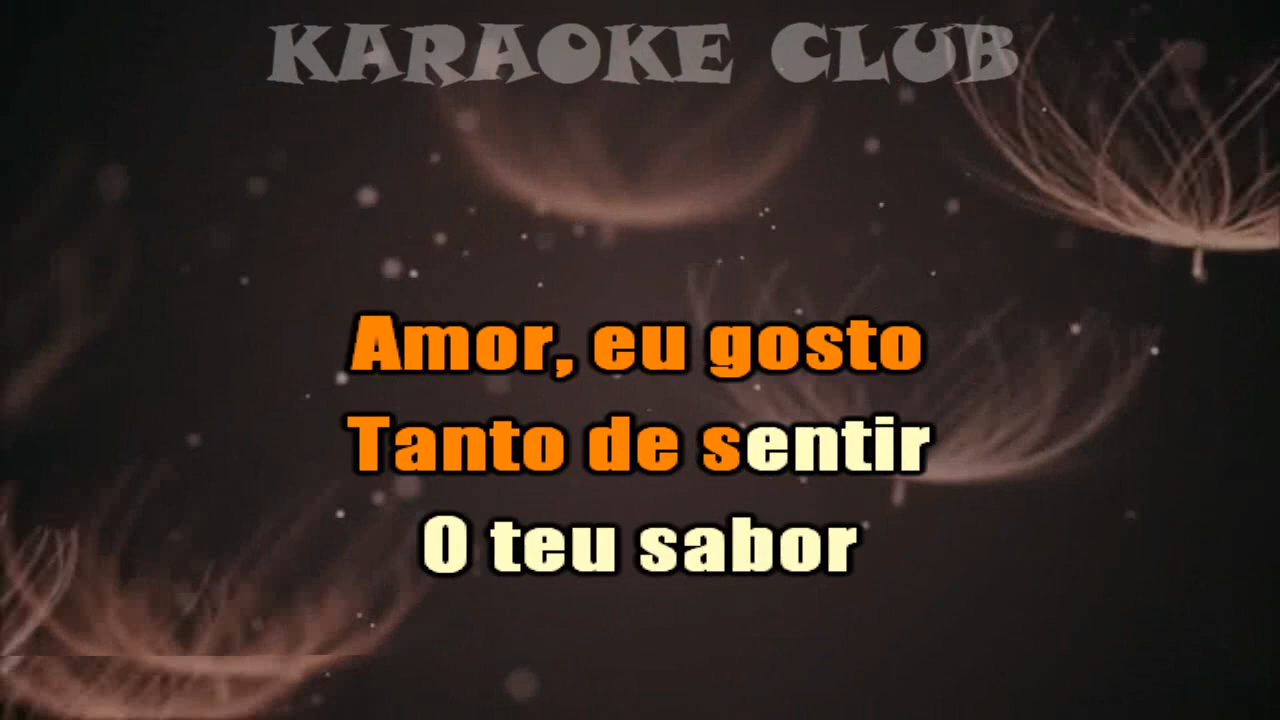 KARAOKE CLUB
Amor, eu gosto
Tanto de sentir
O teu sabor